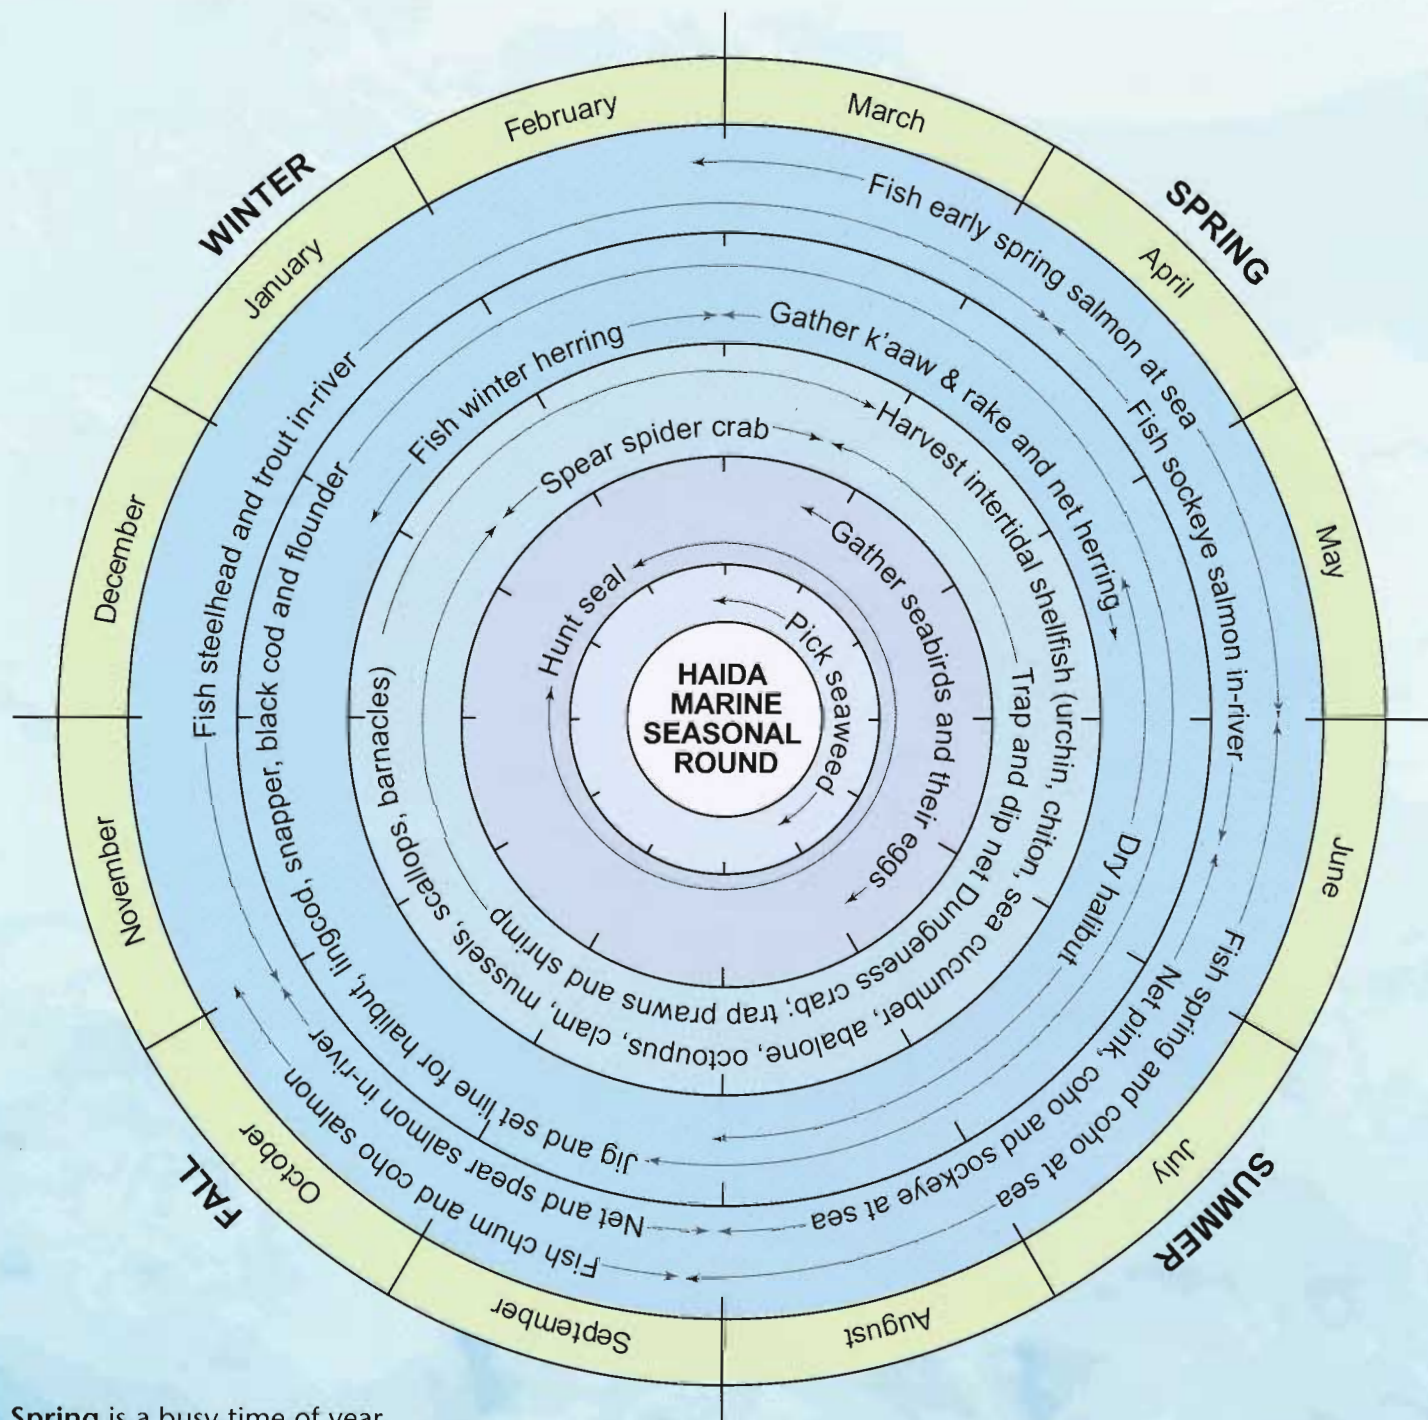 WINTER
SPRING
SUMMER
FALL
January
February
March
April
May
June
July
August
September
October
November
December
Fish early spring salmon at sea
Fish sockeye salmon in-river
Fish spring and coho at sea
Net pink, coho and sockeye at sea
Fish chum and coho salmon
Net and spear salmon in-river
Fish steelhead and trout in-river
Fish winter herring
Gather k'aaw & rake and net herring
Dry halibut
Jig and set line for halibut, lingcod, snapper, black cod and flounder
Harvest intertidal shellfish (urchin, chiton, sea cucumber, abalone, octoupus, clam, mussels, scallops, barnacles)
Spear spider crab
Trap and dip net Dungeness crab; trap prawns and shrimp
Gather seabirds and their eggs
Hunt seal
Pick seaweed
HAIDA
MARINE
SEASONAL
ROUND
Spring is a busy time of year